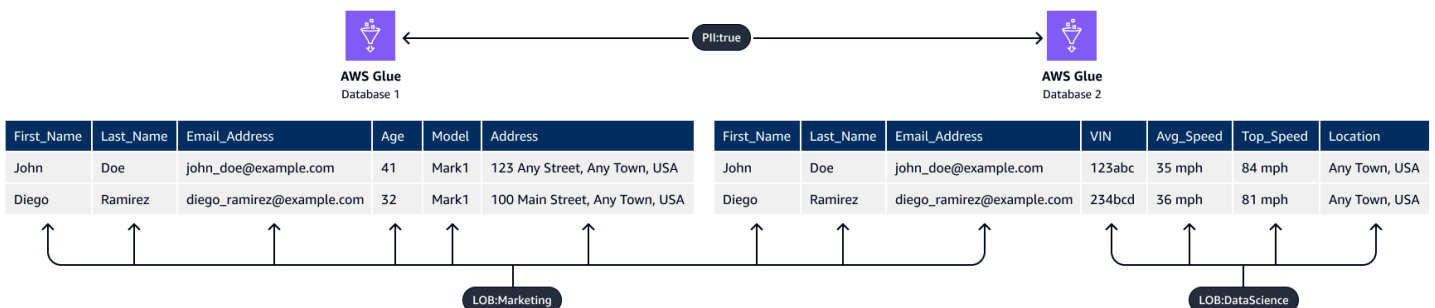 PII:true
AWS Glue
Database 1
AWS Glue
Database 2
First_Name Last_Name Email_Address Age Model Address
John Doe john_doe@example.com 41 Mark1 123 Any Street, Any Town, USA
Diego Ramirez diego_ramirez@example.com 32 Mark1 100 Main Street, Any Town, USA
First_Name Last_Name Email_Address VIN Avg_Speed Top_Speed Location
John Doe john_doe@example.com 123abc 35 mph 84 mph Any Town, USA
Diego Ramirez diego_ramirez@example.com 234bcd 36 mph 81 mph Any Town, USA
LOB:Marketing
LOB:DataScience